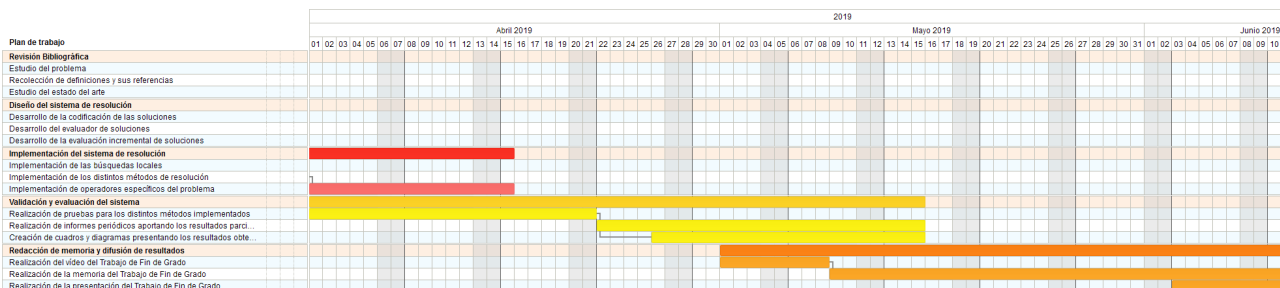 2019
Abril 2019 Mayo 2019 Junio 2019
Plan de trabajo 01 02 03 04 05 06 07 08 09 10 11 12 13 14 15 16 17 18 19 20 21 22 23 24 25 26 27 28 29 30 01 02 03 04 05 06 07 08 09 10 11 12 13 14 15 16 17 18 19 20 21 22 23 24 25 26 27 28 29 30 31 01 02 03 04 05 06 07 08 09 10
Revisión Bibliográfica
Estudio del problema
Recolección de definiciones y sus referencias
Estudio del estado del arte
Diseño del sistema de resolución
Desarrollo de la codificación de las soluciones
Desarrollo del evaluador de soluciones
Desarrollo de la evaluación incremental de soluciones
Implementación del sistema de resolución
Implementación de las búsquedas locales
Implementación de los distintos métodos de resolución
Implementación de operadores específicos del problema
Validación y evaluación del sistema
Realización de pruebas para los distintos métodos implementados
Realización de informes periódicos aportando los resultados parci...
Creación de cuadros y diagramas presentando los resultados obte...
Redacción de memoria y difusión de resultados
Realización del vídeo del Trabajo de Fin de Grado
Realización de la memoria del Trabajo de Fin de Grado
Realización de la presentación del Trabajo de Fin de Grado